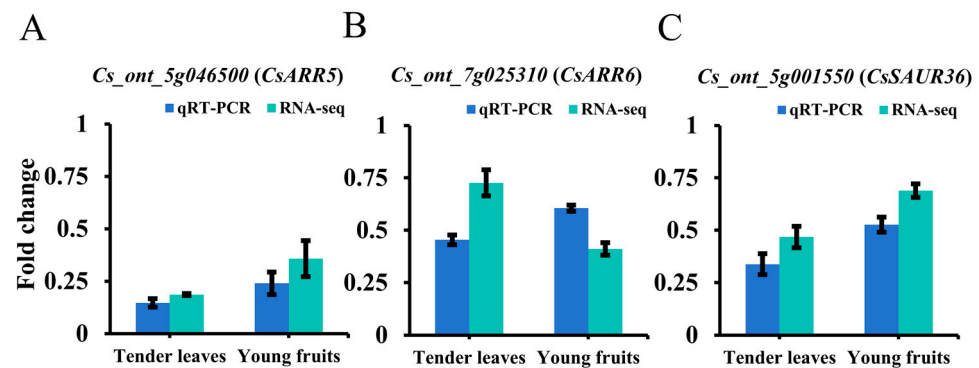 A
B
C
Cs_ont_5g046500 (CsARR5)
Cs_ont_7g025310 (CsARR6)
Cs_ont_5g001550 (CsSAUR36)
qRT-PCR RNA-seq
qRT-PCR RNA-seq
qRT-PCR RNA-seq
Fold change
1
0.75
0.5
0.25
0
Tender leaves Young fruits
1
0.75
0.5
0.25
0
Tender leaves Young fruits
1
0.75
0.5
0.25
0
Tender leaves Young fruits